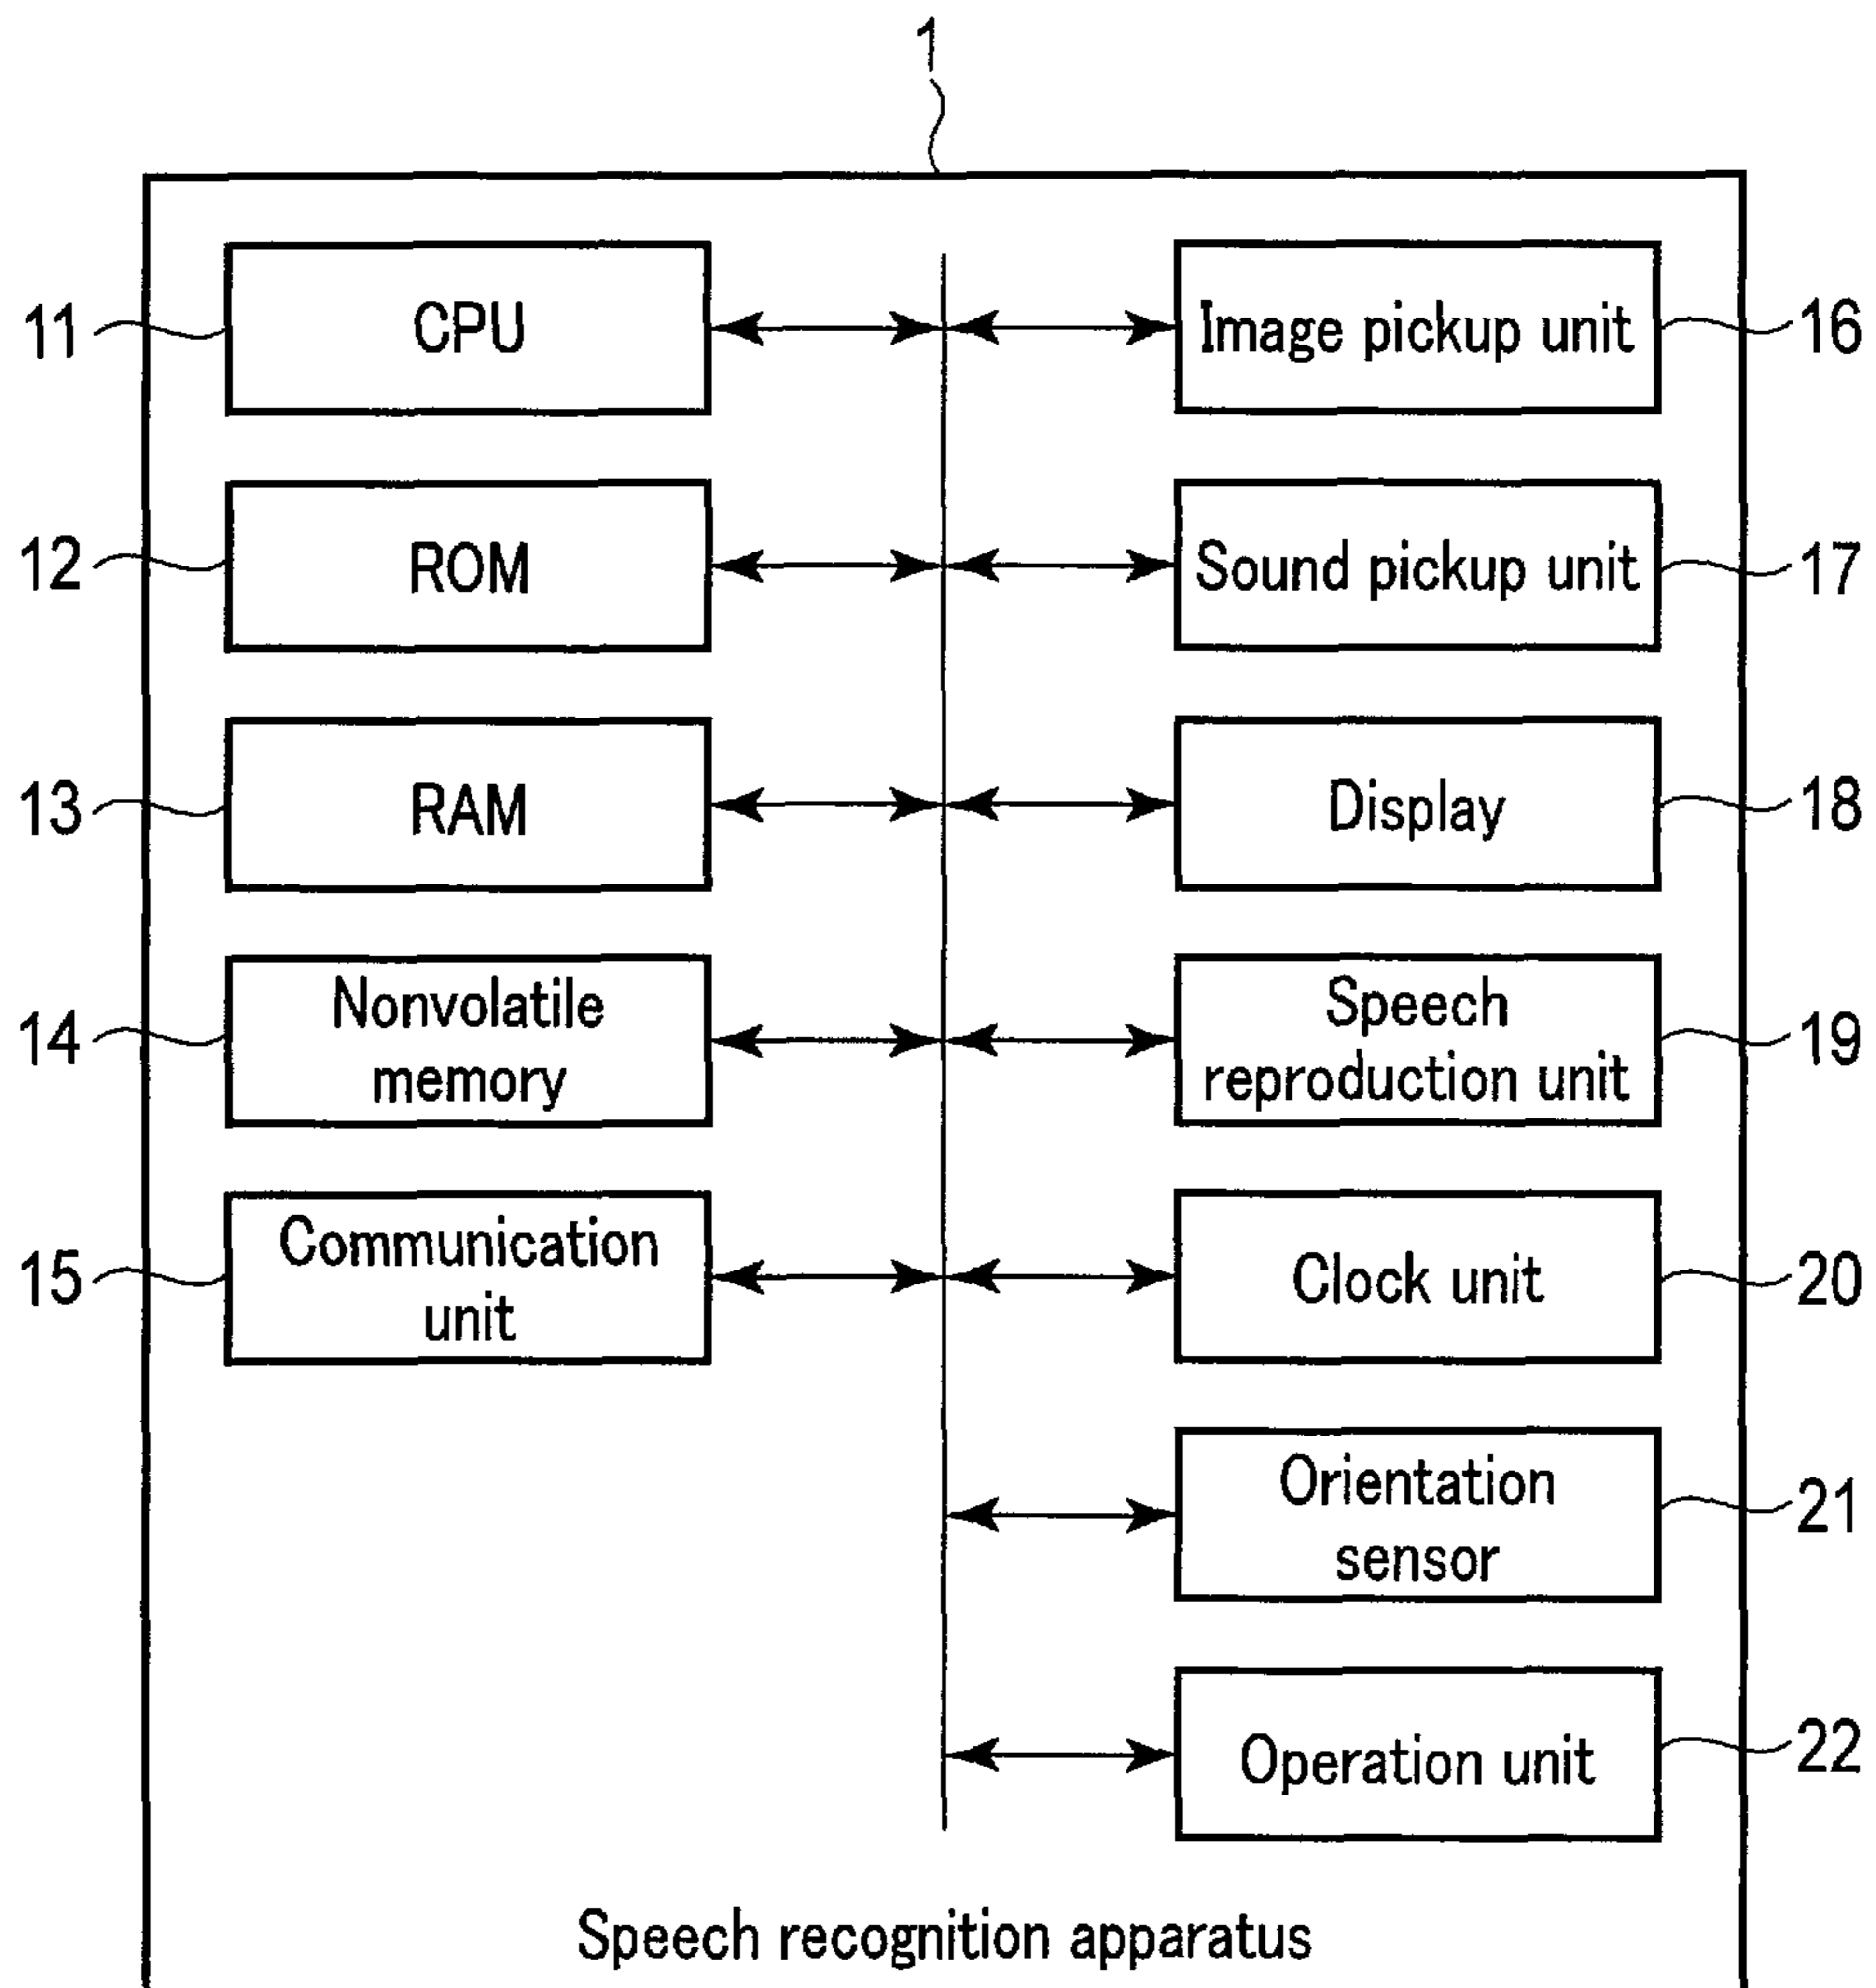 1
11
CPU
Image pickup unit
16
12
ROM
Sound pickup unit
17
13
RAM
Display
18
14
Nonvolatile
memory
Speech
reproduction unit
19
15
Communication
unit
Clock unit
20
Orientation
sensor
21
Operation unit
22
Speech recognition apparatus